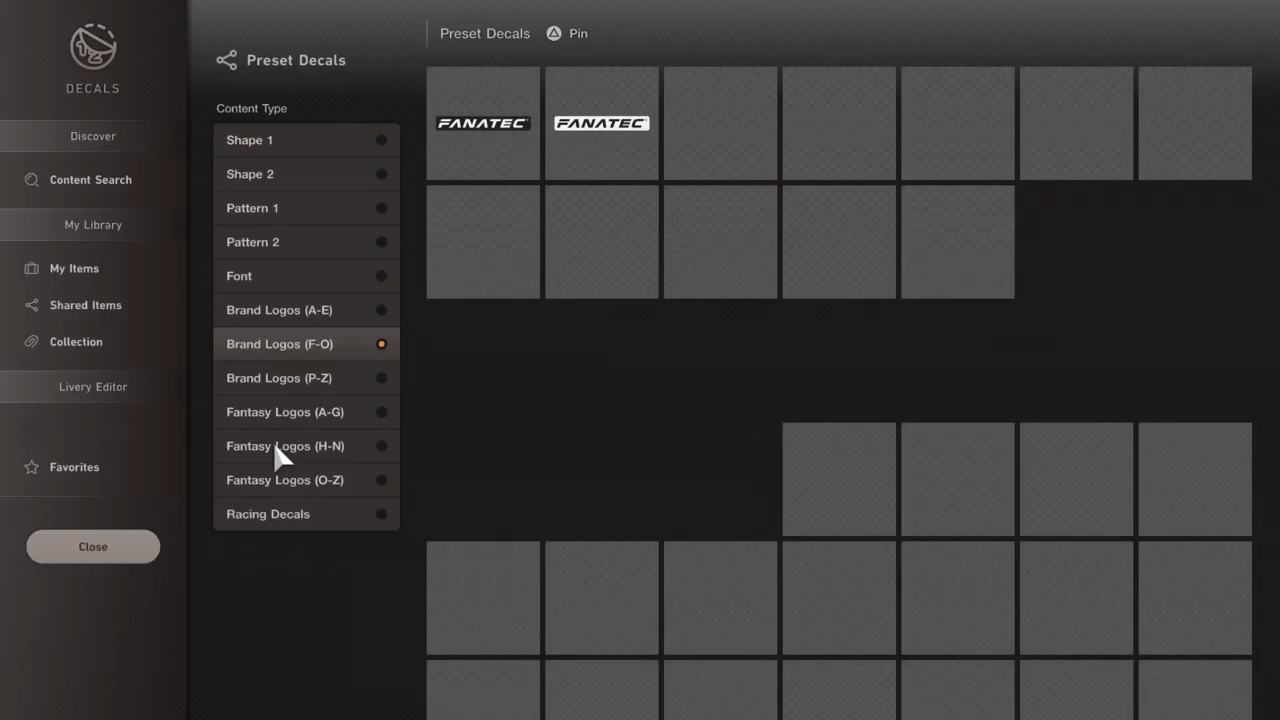 DECALS
Discover
Content Search
My Library
My Items
Shared Items
Collection
Livery Editor
Favorites
Close
Preset Decals
Content Type
Shape 1
Shape 2
Pattern 1
Pattern 2
Font
Brand Logos (A-E)
Brand Logos (F-O)
Brand Logos (P-Z)
Fantasy Logos (A-G)
Fantasy Logos (H-N)
Fantasy Logos (O-Z)
Racing Decals
Preset Decals Pin
FANATEC FANATEC